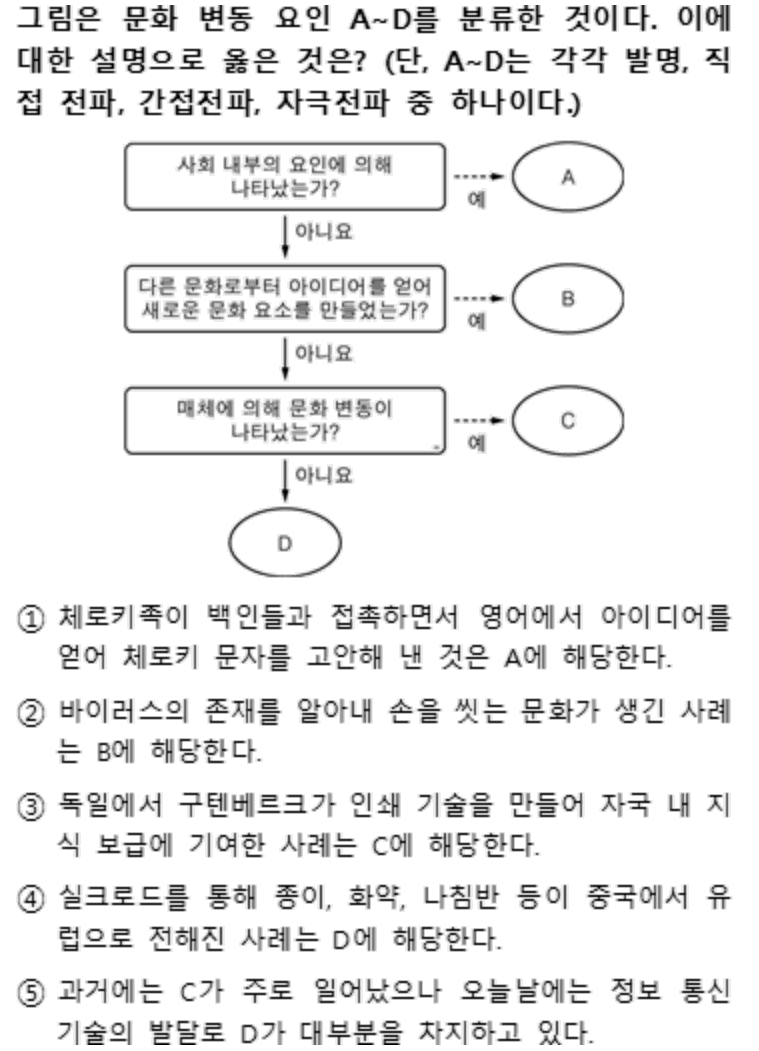 그림은 문화 변동 요인 A~D를 분류한 것이다. 이에
대한 설명으로 옳은 것은? (단, A~D는 각각 발명, 직
접 전파, 간접전파, 자극전파 중 하나이다.)
사회 내부의 요인에 의해
나타났는가?
예
A
아니요
다른 문화로부터 아이디어를 얻어
새로운 문화 요소를 만들었는가?
예
B
아니요
매체에 의해 문화 변동이
나타났는가?
예
C
아니요
D
① 체로키족이 백인들과 접촉하면서 영어에서 아이디어를
얻어 체로키 문자를 고안해 낸 것은 A에 해당한다.
② 바이러스의 존재를 알아내 손을 씻는 문화가 생긴 사례
는 B에 해당한다.
③ 독일에서 구텐베르크가 인쇄 기술을 만들어 자국 내 지
식 보급에 기여한 사례는 C에 해당한다.
④ 실크로드를 통해 종이, 화약, 나침반 등이 중국에서 유
럽으로 전해진 사례는 D에 해당한다.
⑤ 과거에는 C가 주로 일어났으나 오늘날에는 정보 통신
기술의 발달로 D가 대부분을 차지하고 있다.